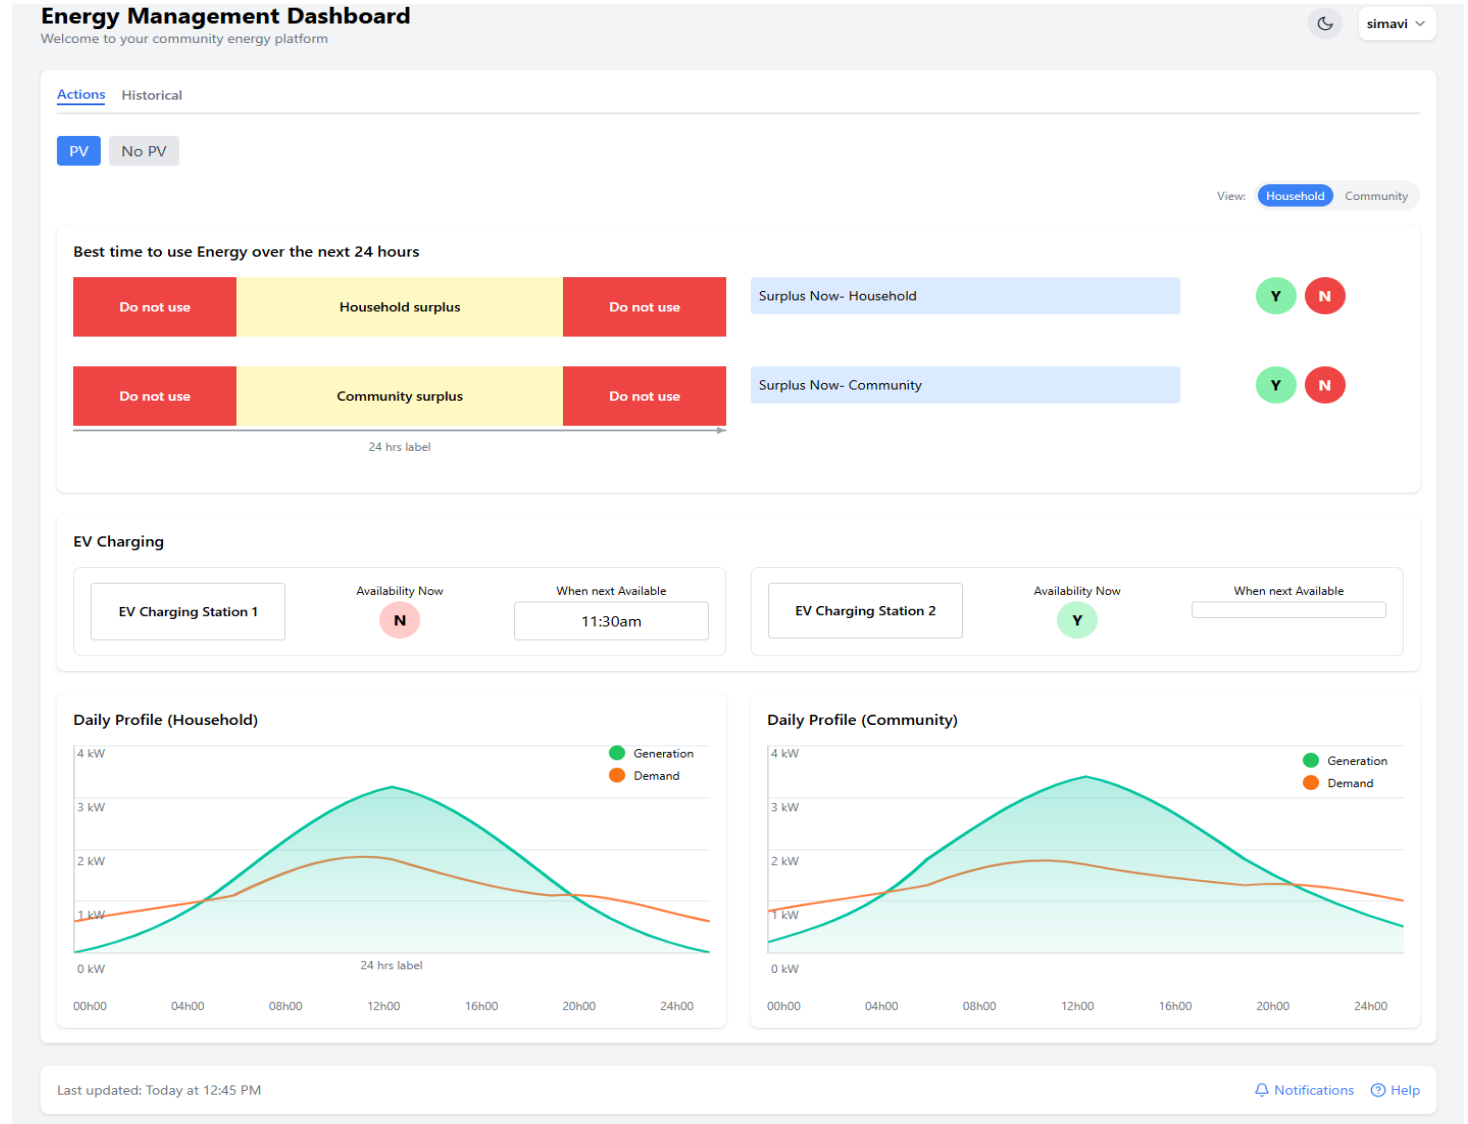 Energy Management Dashboard
Welcome to your community energy platform
simavi
Actions Historical
PV No PV
View: Household Community
Best time to use Energy over the next 24 hours
Do not use Household surplus Do not use
Surplus Now- Household Y N
Do not use Community surplus Do not use
Surplus Now- Community Y N
24 hrs label
EV Charging
EV Charging Station 1
Availability Now
N
When next Available
11:30am
EV Charging Station 2
Availability Now
Y
When next Available
Daily Profile (Household)
Generation
Demand
4 kW
3 kW
2 kW
1 kW
0 kW
24 hrs label
00h00 04h00 08h00 12h00 16h00 20h00 24h00
Daily Profile (Community)
Generation
Demand
4 kW
3 kW
2 kW
1 kW
0 kW
00h00 04h00 08h00 12h00 16h00 20h00 24h00
Last updated: Today at 12:45 PM
Notifications Help